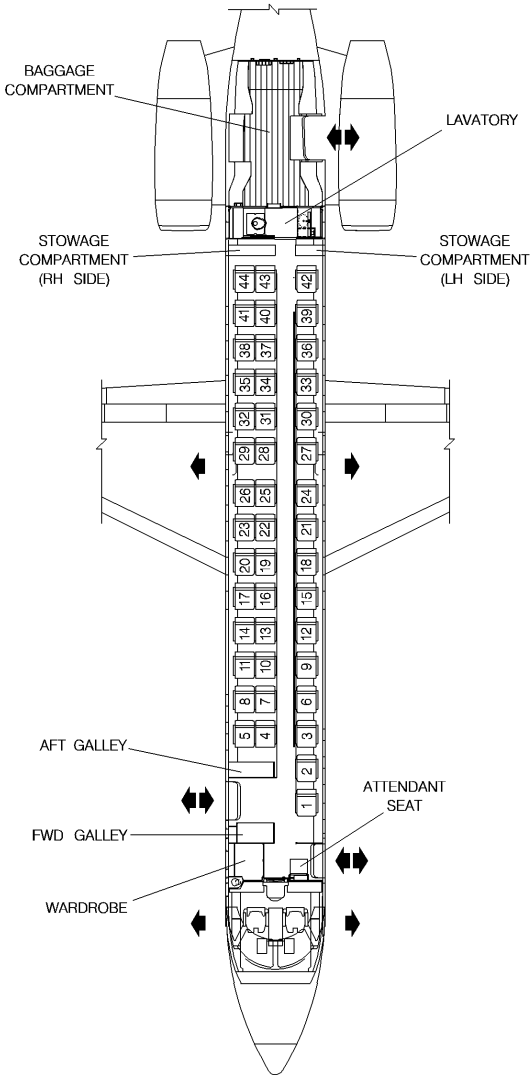 BAGGAGE
COMPARTMENT
LAVATORY
STOWAGE
COMPARTMENT
(RH SIDE)
STOWAGE
COMPARTMENT
(LH SIDE)
44 43 42
41 40 39
38 37 36
35 34 33
32 31 30
29 28 27
26 25 24
23 22 21
20 19 18
17 16 15
14 13 12
11 10 9
8 7 6
5 4 3
AFT GALLEY
2
ATTENDANT
SEAT
1
FWD GALLEY
WARDROBE